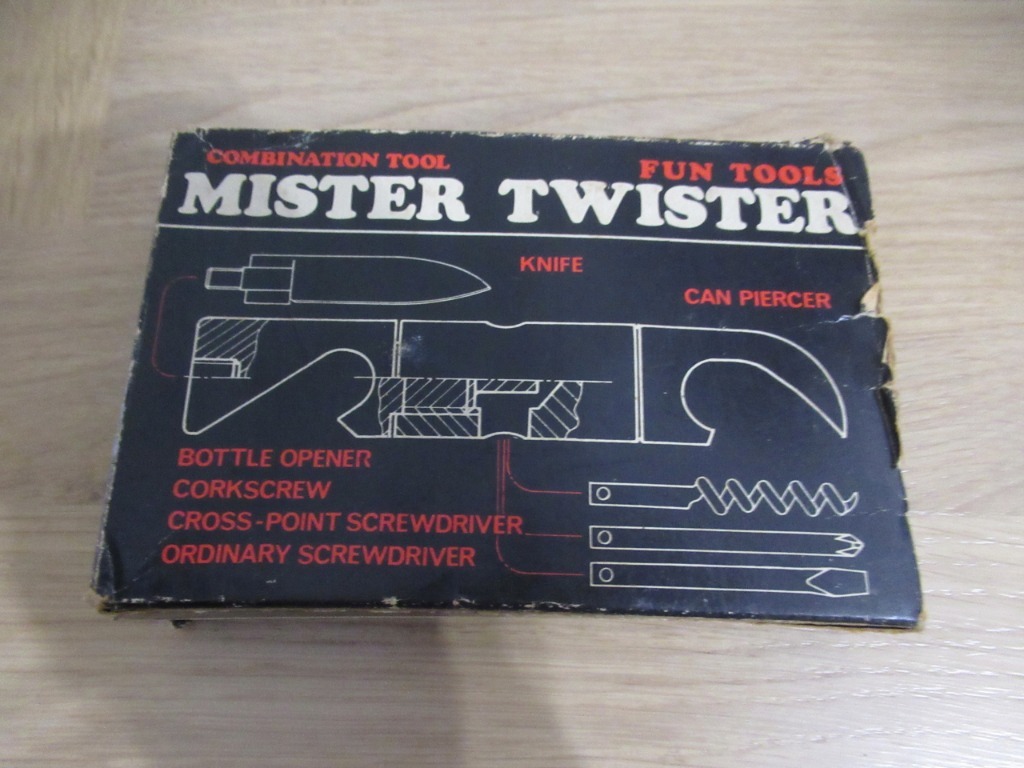 COMBINATION TOOL
FUN TOOLS
MISTER TWISTER
KNIFE
CAN PIERCER
BOTTLE OPENER
CORKSCREW
CROSS-POINT SCREWDRIVER
ORDINARY SCREWDRIVER